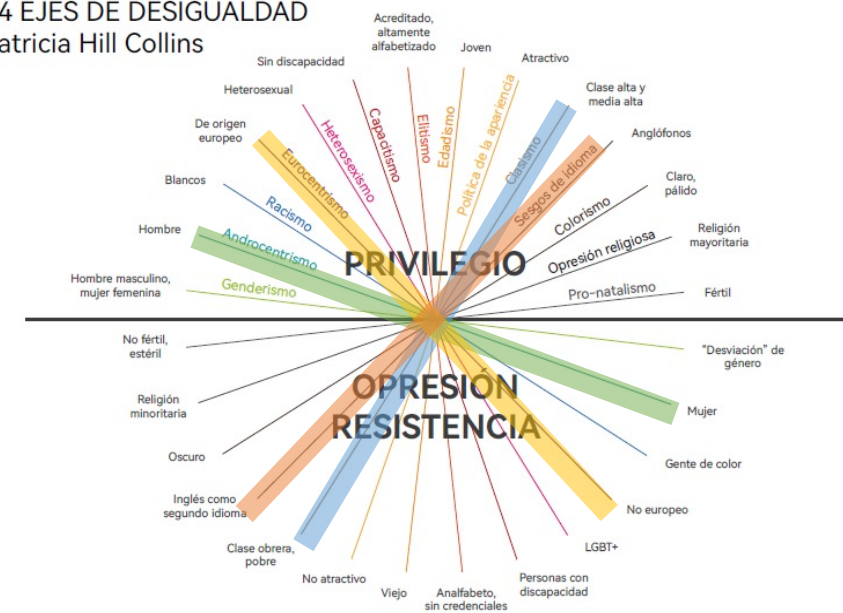 4 EJES DE DESIGUALDAD
atricia Hill Collins
Acreditado,
altamente
alfabetizado
Joven
Atractivo
Sin discapacidad
Heterosexual
De origen
europeo
Blancos
Hombre
Hombre masculino,
mujer femenina
Clase alta y
media alta
Anglófonos
Claro,
pálido
Religión
mayoritaria
Fértil
Genderismo
Androcentrismo
Racismo
Eurocentrismo
Heterosexismo
Capacitismo
Elitismo
Edadismo
Política de la apariencia
Clasismo
Sesgos de idioma
Colorismo
Opresión religiosa
Pro-natalismo
PRIVILEGIO
OPRESIÓN
RESISTENCIA
No fértil,
estéril
Religión
minoritaria
Oscuro
Inglés como
segundo idioma
Clase obrera,
pobre
No atractivo
Viejo
Analfabeto,
sin credenciales
Personas con
discapacidad
LGBT+
No europeo
Gente de color
Mujer
“Desviación” de
género